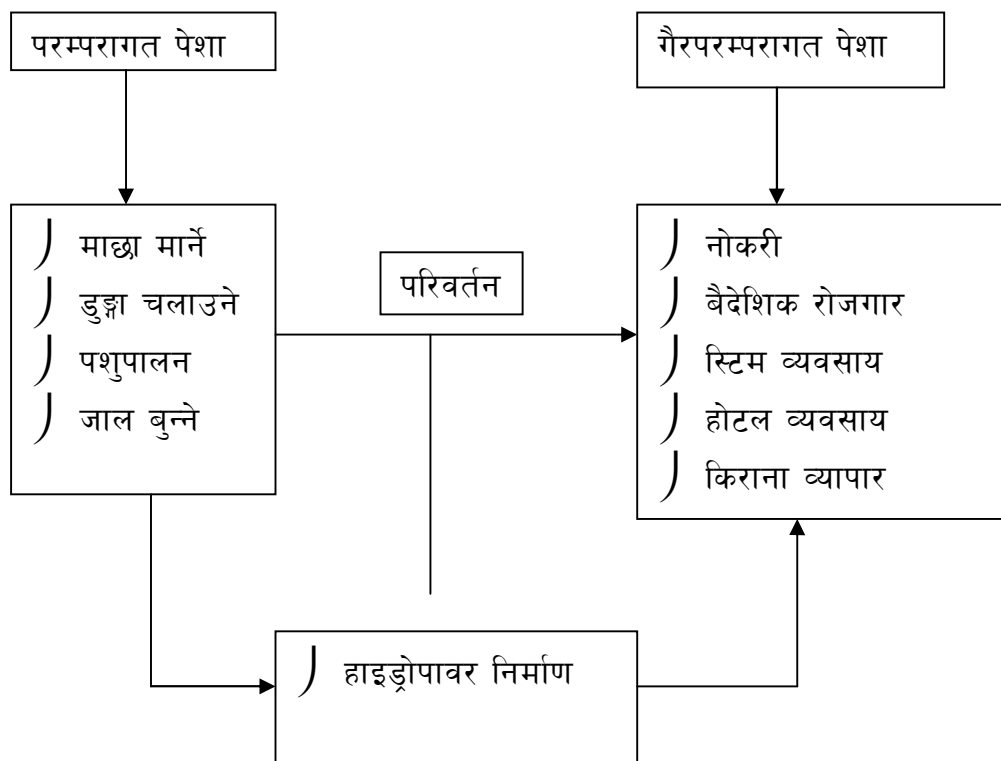 परम्परागत पेशा
गैरपरम्परागत पेशा
माछा मार्ने
डुङ्गा चलाउने
पशुपालन
जाल बुन्ने
परिवर्तन
नोकरी
बैदेशिक रोजगार
स्टिम व्यवसाय
होटल व्यवसाय
किराना व्यापार
हाइड्रोपावर निर्माण